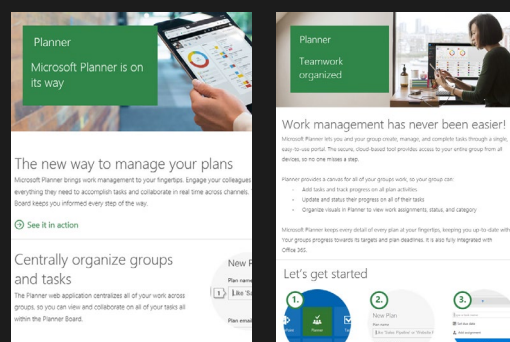 Planner
Microsoft Planner is on
its way
The new way to manage your plans
Microsoft Planner brings work management to your fingertips. Engage your colleagues
everything they need to accomplish tasks and collaborate in real time across channels,
Board keeps you informed every step of the way.
See it in action
Centrally organize groups
and tasks
The Planner web application centralizes all of your work across
groups, so you can view and collaborate on all of your tasks all
within the Planner Board.
New P
Plan name
1
Like 'Sa
Plan email
Planner
Teamwork
organized
Work management has never been easier!
Microsoft Planner lets you and your group create, manage, and complete tasks through a single,
easy-to-use portal. The secure, cloud-based tool provides access to your entire group from all
devices, so no one misses a step.
Planner provides a canvas for all of your groups work, so your group can:
- Add tasks and track progress on all plan activities
- Update and status their progress on all of their tasks
- Organize visuals in Planner to view work assignments, status, and category
Microsoft Planner keeps every detail of every plan at your fingertips, keeping you up to date with
Your groups progress towards its targets and plan deadlines. It is also fully integrated with
Office 365.
Let's get started
1.
Planner
2.
New Plan
Plan name
3.